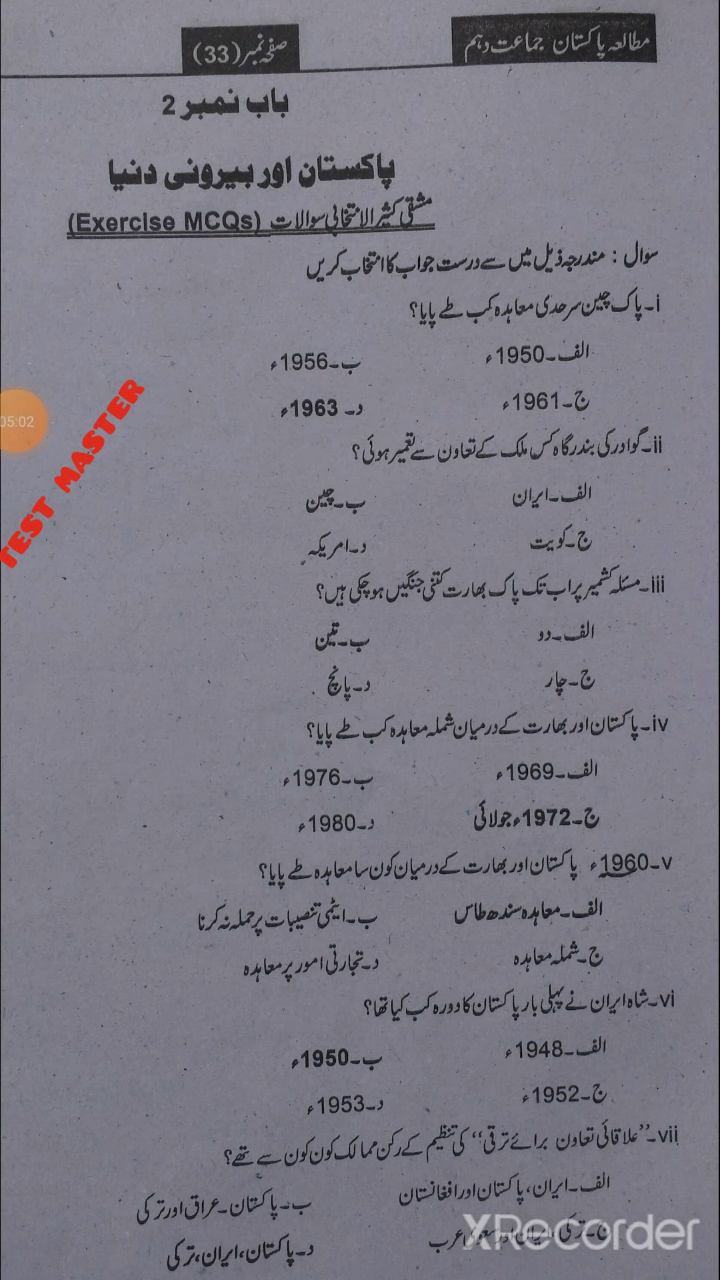 مطالعہ پاکستان جماعت دہم
صفحہ نمبر (33)
باب نمبر 2
پاکستان اور بیرونی دنیا
مشقی کثیر الانتخابی سوالات (Exercise MCQs)
سوال : مندرجہ ذیل میں سے درست جواب کا انتخاب کریں
i۔ پاک چین سرحدی معاہدہ کب طے پایا؟
الف۔ 1950ء ب۔ 1956ء
ج۔ 1961ء د۔ 1963ء
05:02
TEST MASTER
ii۔ گوادر کی بندرگاہ کس ملک کے تعاون سے تعمیر ہوئی؟
الف۔ ایران ب۔ چین
ج۔ کویت د۔ امریکہ
iii۔ مسئلہ کشمیر پر اب تک پاک بھارت کتنی جنگیں ہو چکی ہیں؟
الف۔ دو ب۔ تین
ج۔ چار د۔ پانچ
iv۔ پاکستان اور بھارت کے درمیان شملہ معاہدہ کب طے پایا؟
الف۔ 1969ء ب۔ 1976ء
ج۔ 1972ء جولائی د۔ 1980ء
v۔ 1960ء پاکستان اور بھارت کے درمیان کون سا معاہدہ طے پایا؟
الف۔ معاہدہ سندھ طاس ب۔ ایٹمی تنصیبات پر حملہ نہ کرنا
ج۔ شملہ معاہدہ د۔ تجارتی امور پر معاہدہ
vi۔ شاہ ایران نے پہلی بار پاکستان کا دورہ کب کیا تھا؟
الف۔ 1948ء ب۔ 1950ء
ج۔ 1952ء د۔ 1953ء
vii۔ ”علاقائی تعاون برائے ترقی“ کی تنظیم کے رکن ممالک کون کون سے تھے؟
الف۔ ایران، پاکستان اور افغانستان ب۔ پاکستان۔ عراق اور ترکی
ج۔ ترکی، ایران اور سعودی عرب د۔ پاکستان، ایران، ترکی
XRecorder